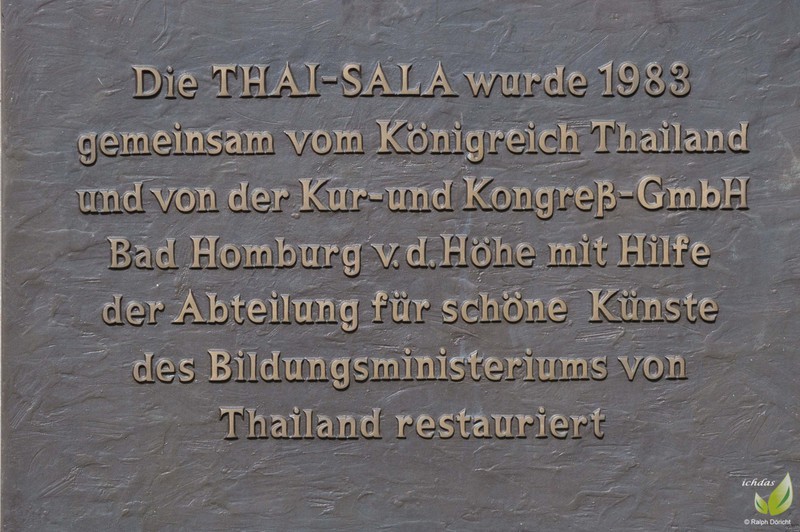 Die THAI-SALA wurde 1983
gemeinsam vom Königreich Thailand
und von der Kur-und Kongreß-GmbH
Bad Homburg v.d.Höhe mit Hilfe
der Abteilung für schöne Künste
des Bildungsministeriums von
Thailand restauriert
ichdas
© Ralph Döricht